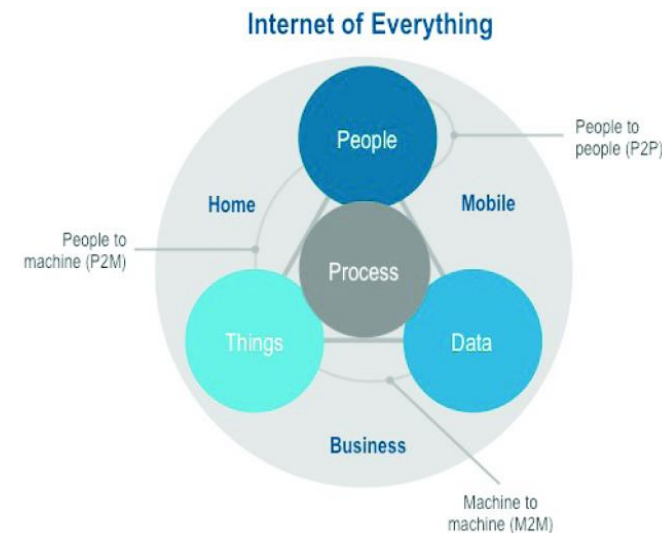 Internet of Everything
People
People to
people (P2P)
Home
Mobile
People to
machine (P2M)
Process
Things
Data
Business
Machine to
machine (M2M)